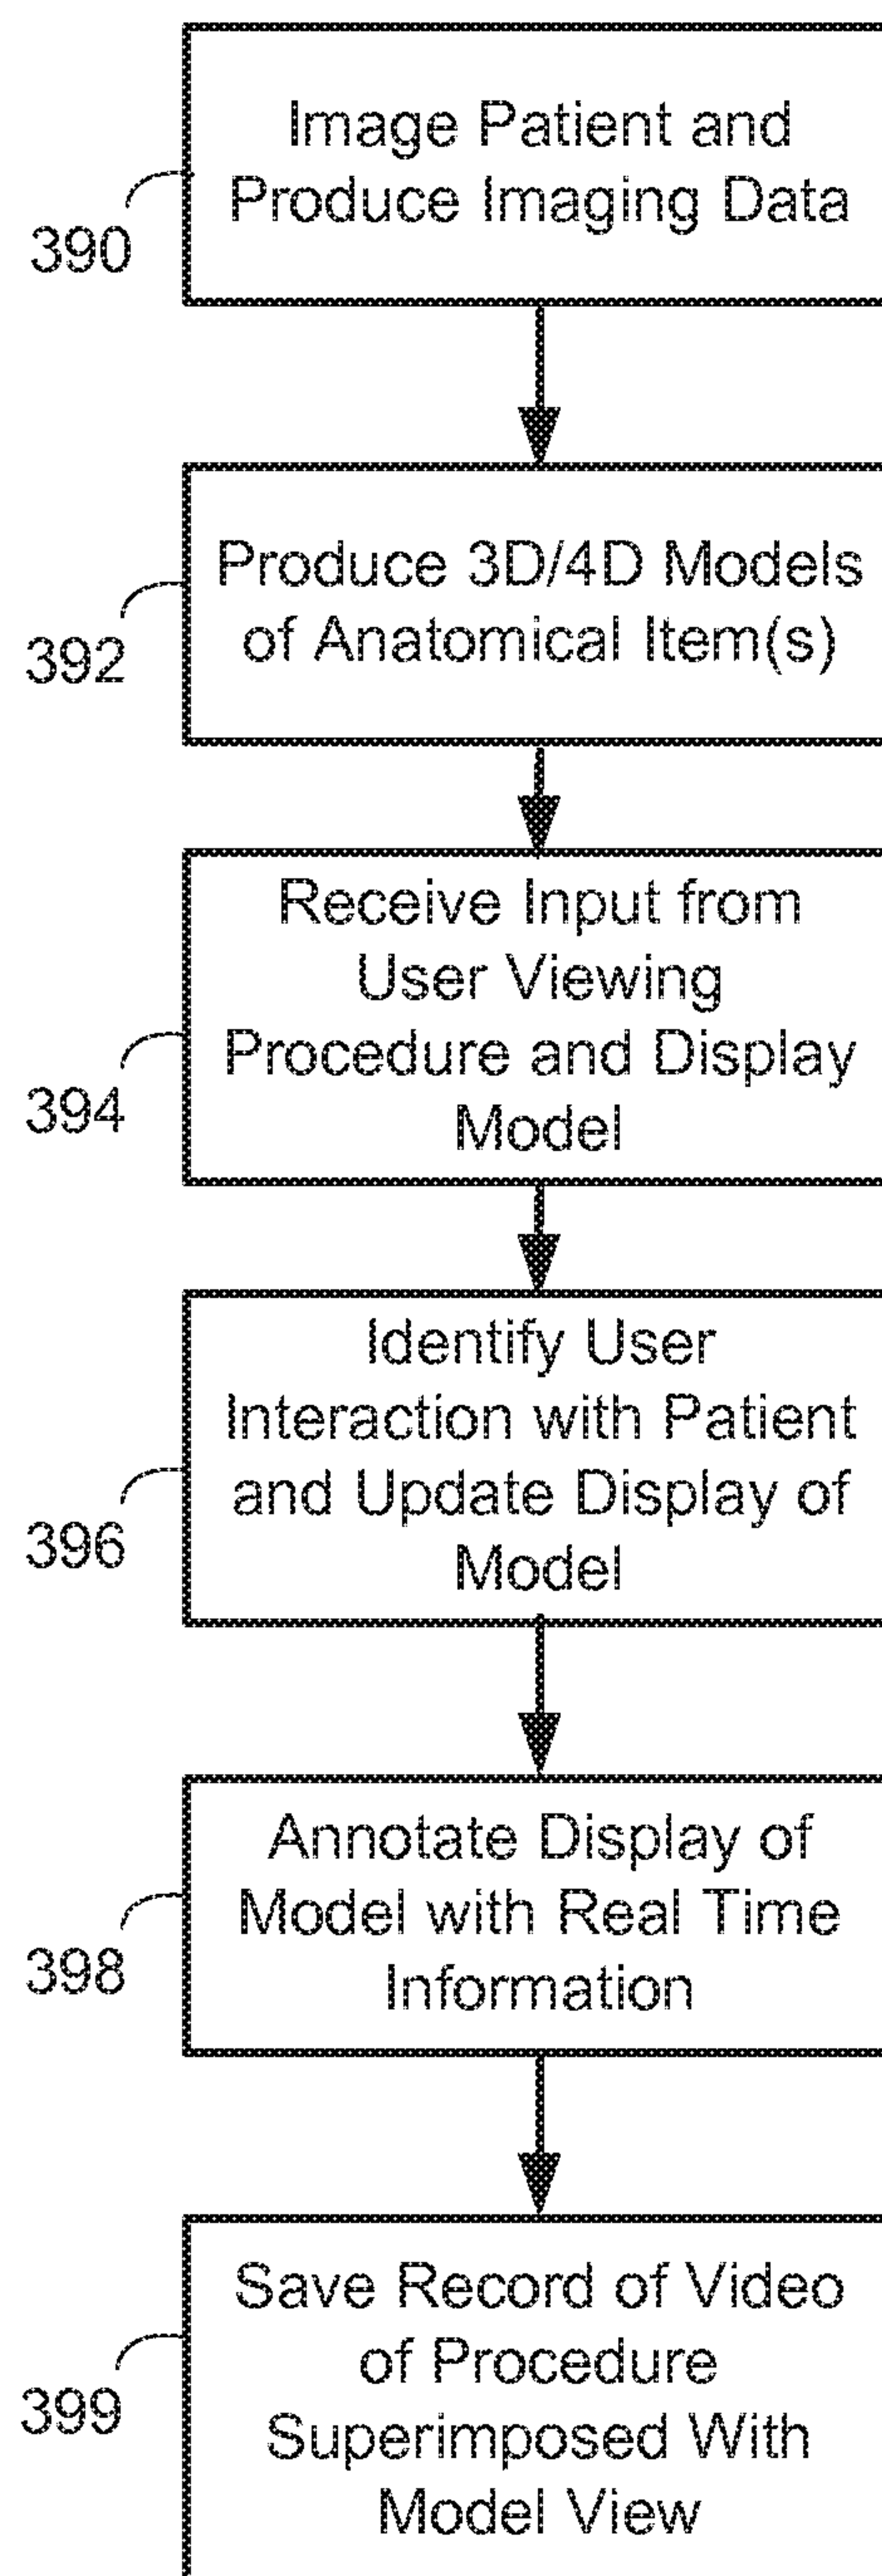 Image Patient and
Produce Imaging Data
390
Produce 3D/4D Models
of Anatomical Item(s)
392
Receive Input from
User Viewing
Procedure and Display
Model
394
Identify User
Interaction with Patient
and Update Display of
Model
396
Annotate Display of
Model with Real Time
Information
398
Save Record of Video
of Procedure
Superimposed With
Model View
399